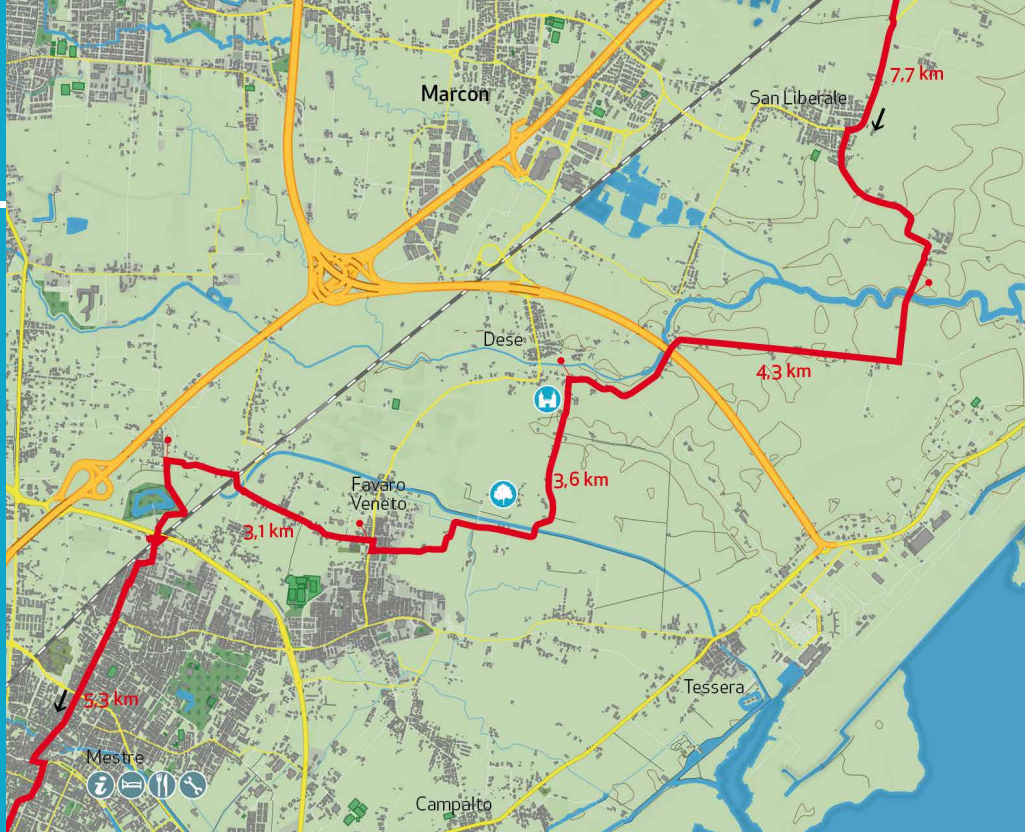 7,7 km
Marcon
San Liberale
Dese
4,3 km
Favaro
Veneto
3,6 km
3,1 km
Tessera
5,3 km
Mestre
i
Campalto